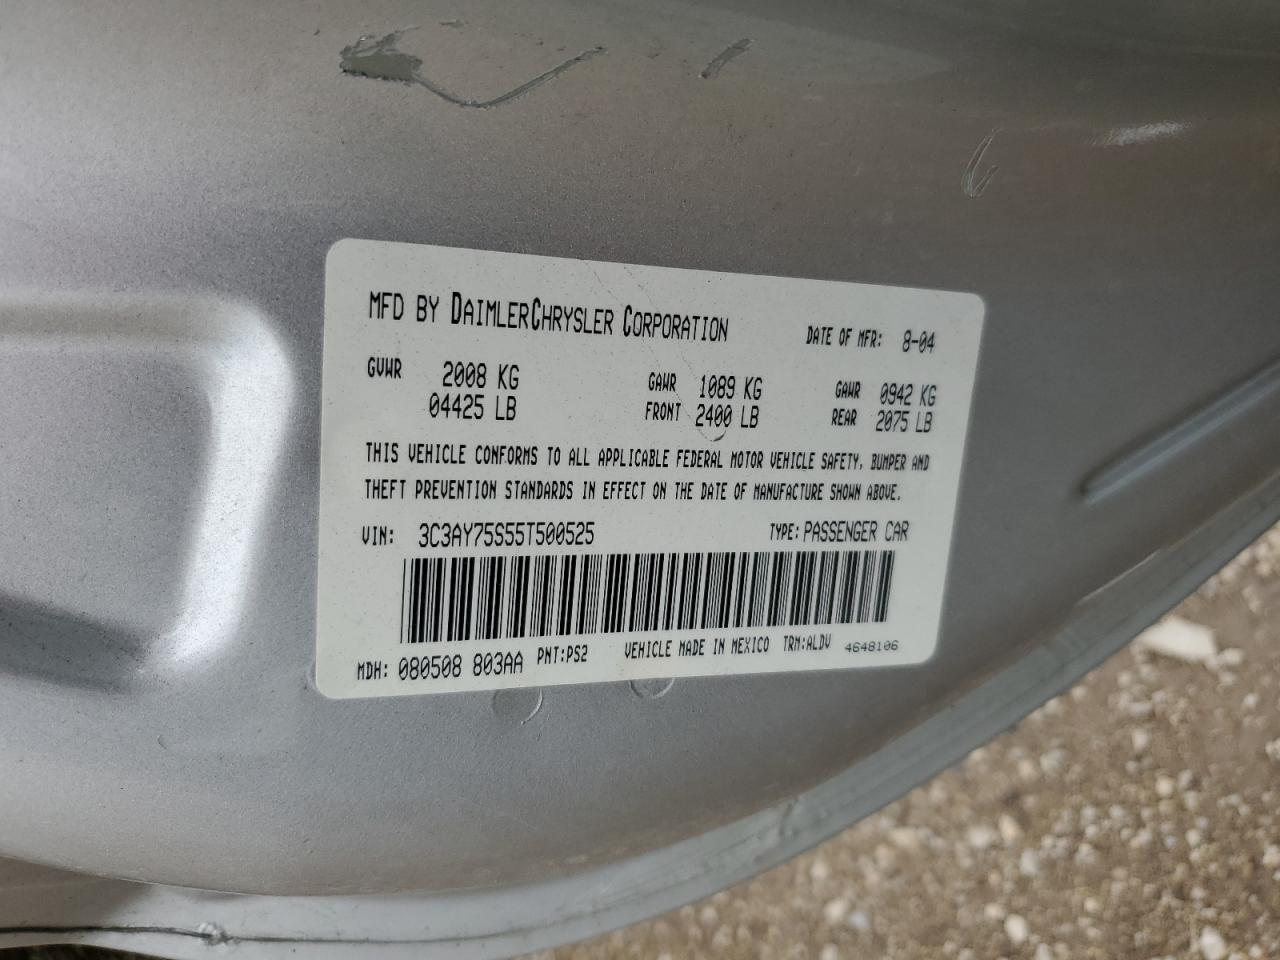 MFD BY DAIMLERCHRYSLER CORPORATION DATE OF MFR: 8-04
GVWR 2008 KG GAWR 1089 KG GAWR 0942 KG
04425 LB FRONT 2400 LB REAR 2075 LB
THIS VEHICLE CONFORMS TO ALL APPLICABLE FEDERAL MOTOR VEHICLE SAFETY, BUMPER AND
THEFT PREVENTION STANDARDS IN EFFECT ON THE DATE OF MANUFACTURE SHOWN ABOVE.
VIN: 3C3AY75S55T500525 TYPE: PASSENGER CAR
MDH: 080508 803AA PNT:PS2 VEHICLE MADE IN MEXICO TRM:ALDV 4648106